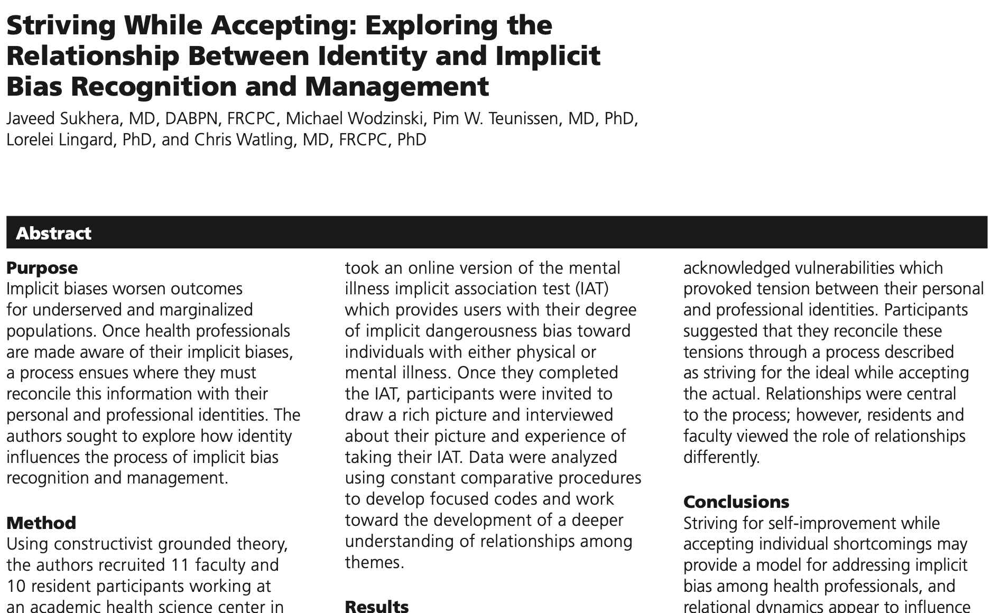 Striving While Accepting: Exploring the
Relationship Between Identity and Implicit
Bias Recognition and Management
Javeed Sukhera, MD, DABPN, FRCPC, Michael Wodzinski, Pim W. Teunissen, MD, PhD,
Lorelei Lingard, PhD, and Chris Watling, MD, FRCPC, PhD
Abstract
Purpose
Implicit biases worsen outcomes
for underserved and marginalized
populations. Once health professionals
are made aware of their implicit biases,
a process ensues where they must
reconcile this information with their
personal and professional identities. The
authors sought to explore how identity
influences the process of implicit bias
recognition and management.
Method
Using constructivist grounded theory,
the authors recruited 11 faculty and
10 resident participants working at
an academic health science center in
took an online version of the mental
illness implicit association test (IAT)
which provides users with their degree
of implicit dangerousness bias toward
individuals with either physical or
mental illness. Once they completed
the IAT, participants were invited to
draw a rich picture and interviewed
about their picture and experience of
taking their IAT. Data were analyzed
using constant comparative procedures
to develop focused codes and work
toward the development of a deeper
understanding of relationships among
themes.
Results
acknowledged vulnerabilities which
provoked tension between their personal
and professional identities. Participants
suggested that they reconcile these
tensions through a process described
as striving for the ideal while accepting
the actual. Relationships were central
to the process; however, residents and
faculty viewed the role of relationships
differently.
Conclusions
Striving for self-improvement while
accepting individual shortcomings may
provide a model for addressing implicit
bias among health professionals, and
relational dynamics appear to influence